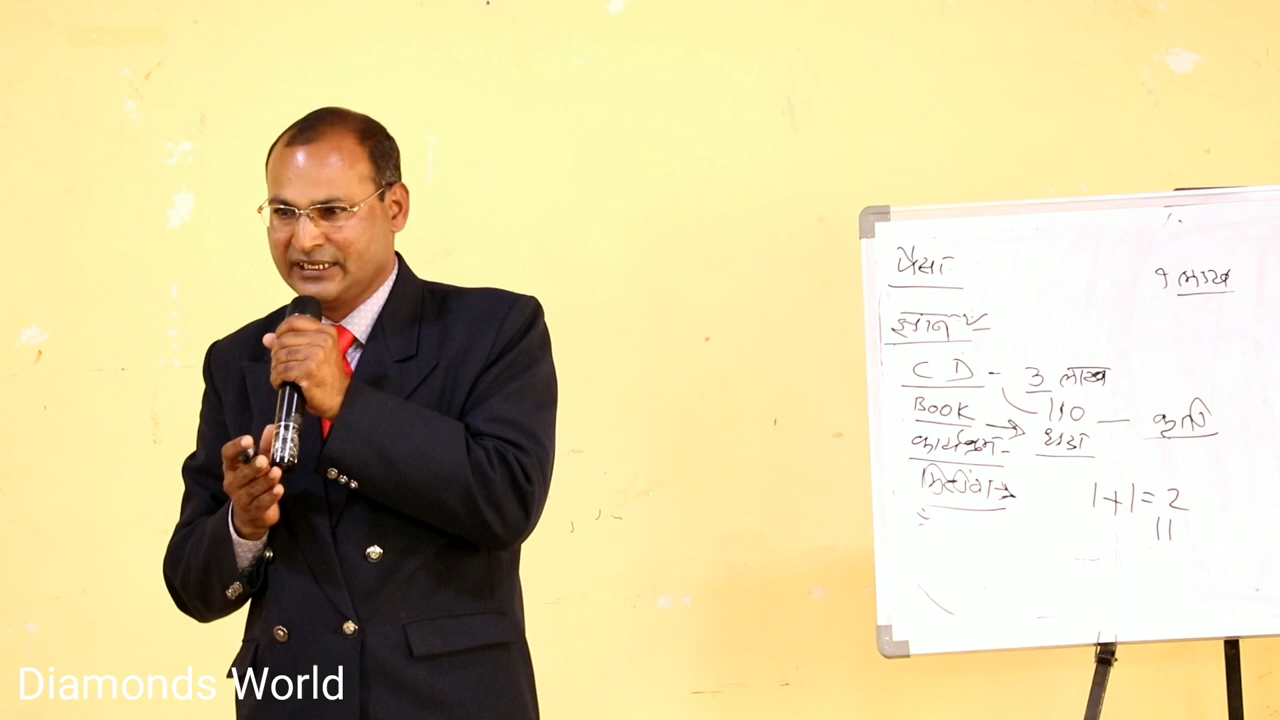 पैसा
१ लाख
ज्ञान
CD - 3 लाख
BOOK
110 —
कार्यक्रम -
घंटा
मिटींग
1+1=2
11
Diamonds World